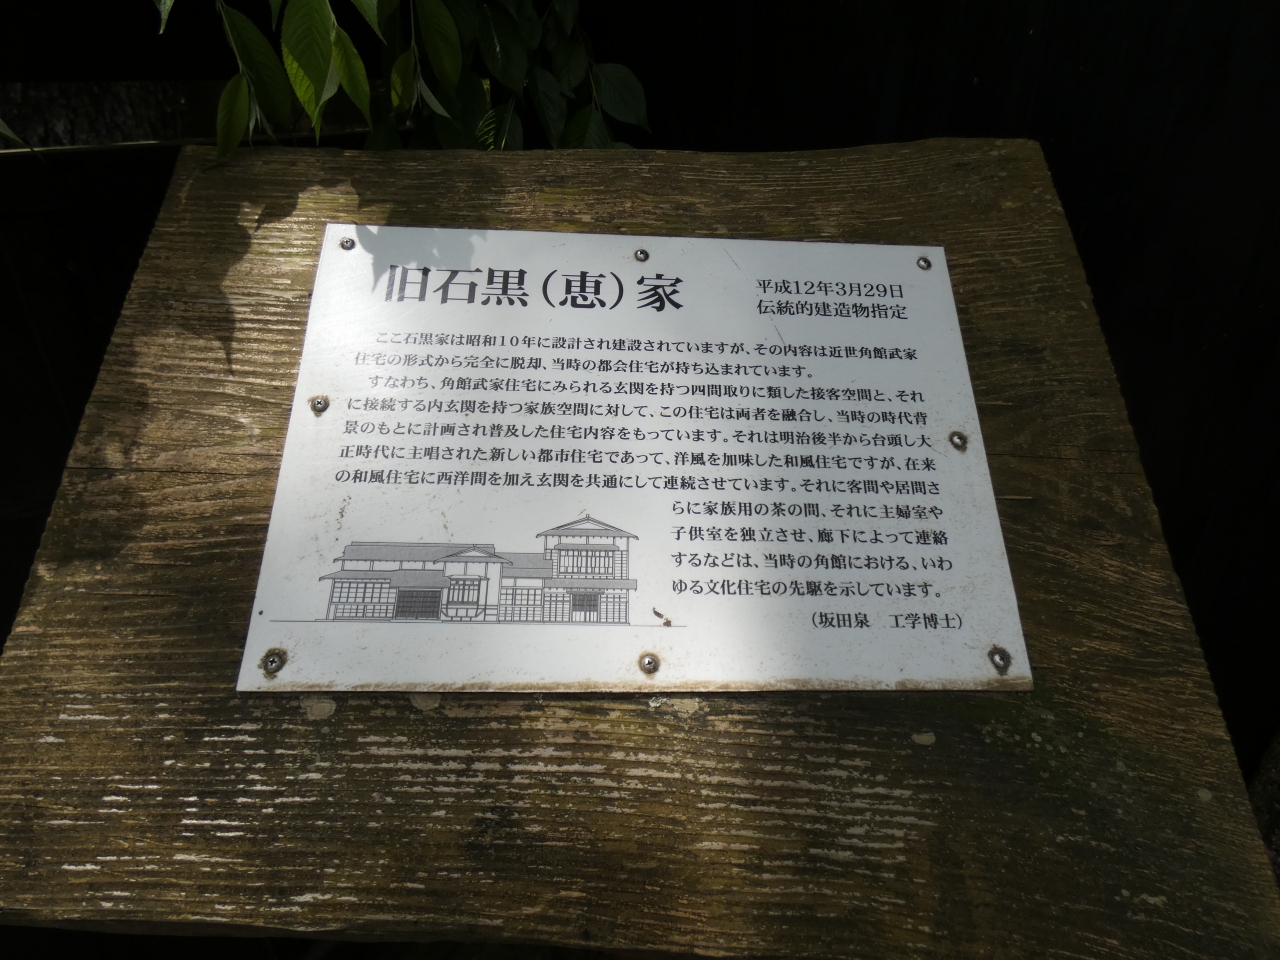 旧石黒（恵）家
平成12年3月29日
伝統的建造物指定
ここ石黒家は昭和１０年に設計され建設されていますが、その内容は近世角館武家
住宅の形式から完全に脱却、当時の都会住宅が持ち込まれています。
すなわち、角館武家住宅にみられる玄関を持つ四間取りに類した接客空間と、それ
に接続する内玄関を持つ家族空間に対して、この住宅は両者を融合し、当時の時代背
景のもとに計画され普及した住宅内容をもっています。それは明治後半から台頭し大
正時代に主唱された新しい都市住宅であって、洋風を加味した和風住宅ですが、在来
の和風住宅に西洋間を加え玄関を共通にして連続させています。それに客間や居間さ
らに家族用の茶の間、それに主婦室や
子供室を独立させ、廊下によって連絡
するなどは、当時の角館における、いわ
ゆる文化住宅の先駆を示しています。
（坂田泉　工学博士）